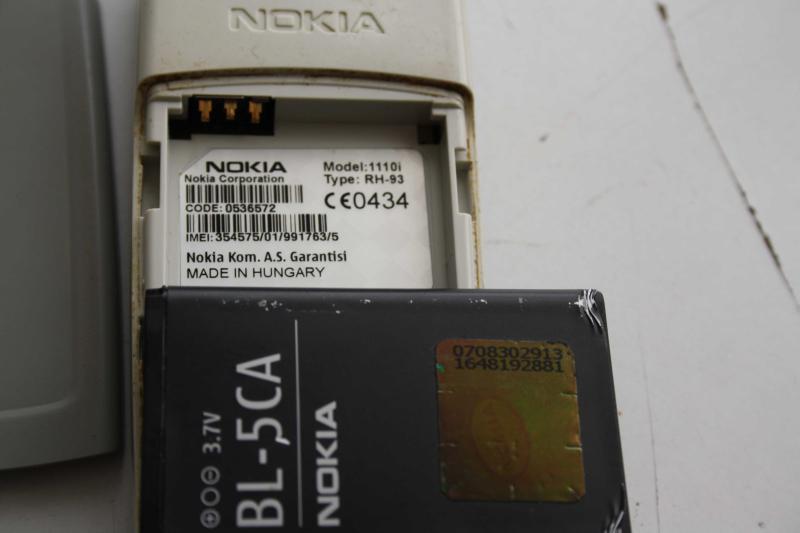 NOKIA
NOKIA
Nokia Corporation
Model:1110i
Type: RH-93
CODE: 0536572
CE0434
IMEI: 354575/01/991763/5
Nokia Kom. A.S. Garantisi
MADE IN HUNGARY
0708302913
1648192881
BL-5CA
3.7V
NOKIA